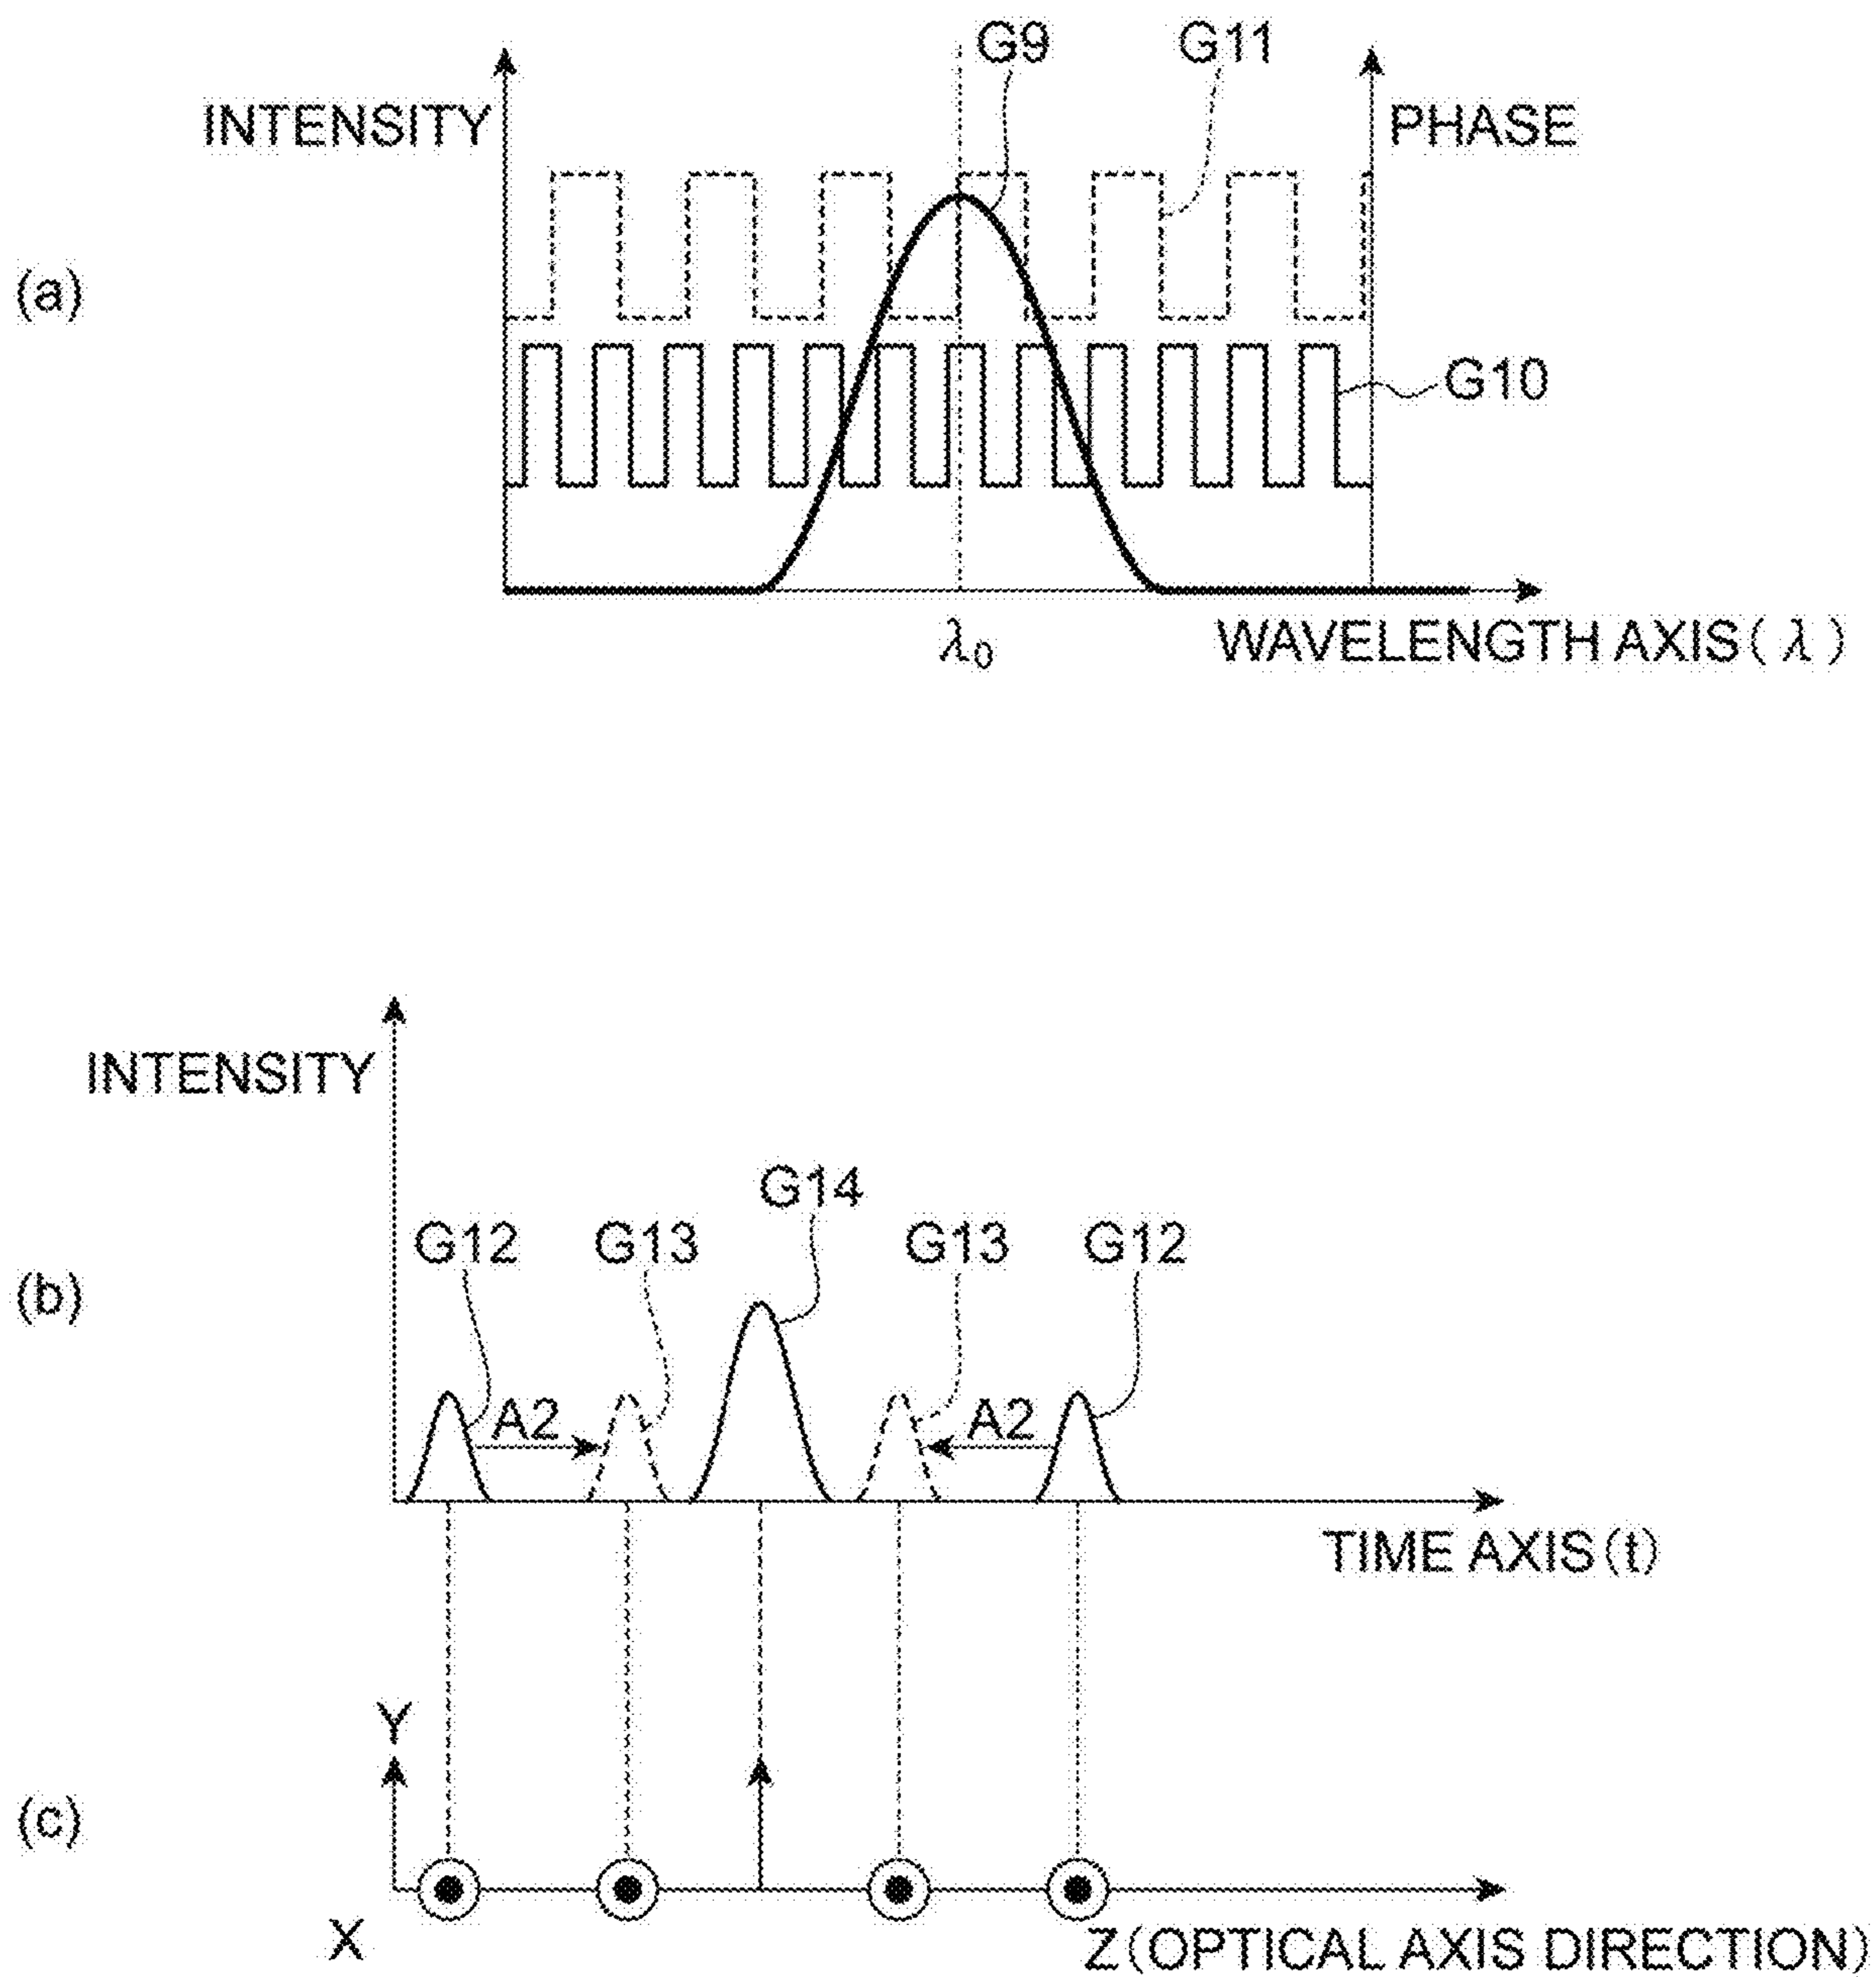 G9
G11
INTENSITY
PHASE
(a)
G10
λ0
WAVELENGTH AXIS(λ)
INTENSITY
G14
G12
G13
G13
G12
(b)
A2
A2
TIME AXIS(t)
Y
(c)
X
Z(OPTICAL AXIS DIRECTION)